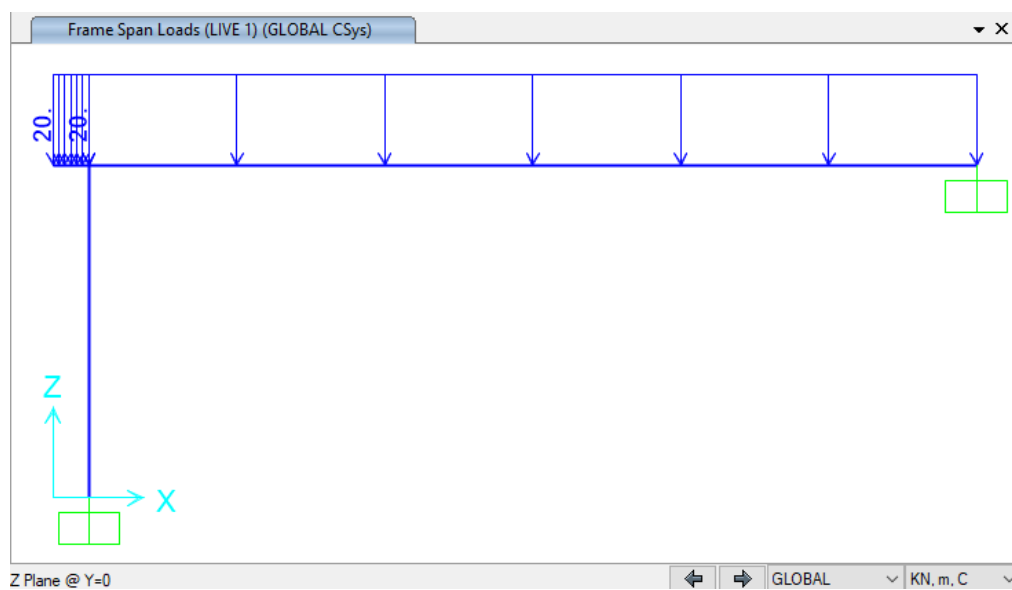 Frame Span Loads (LIVE 1) (GLOBAL CSys)
20.
20.
Z
X
Z Plane @ Y=0
GLOBAL
KN, m, C